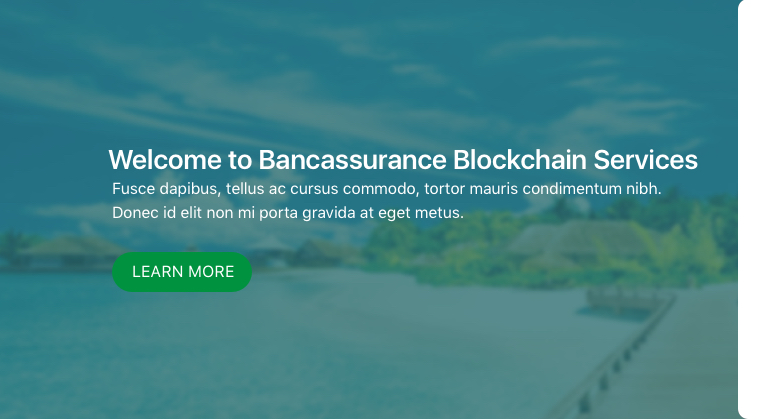 Welcome to Bancassurance Blockchain Services
Fusce dapibus, tellus ac cursus commodo, tortor mauris condimentum nibh.
Donec id elit non mi porta gravida at eget metus.
LEARN MORE